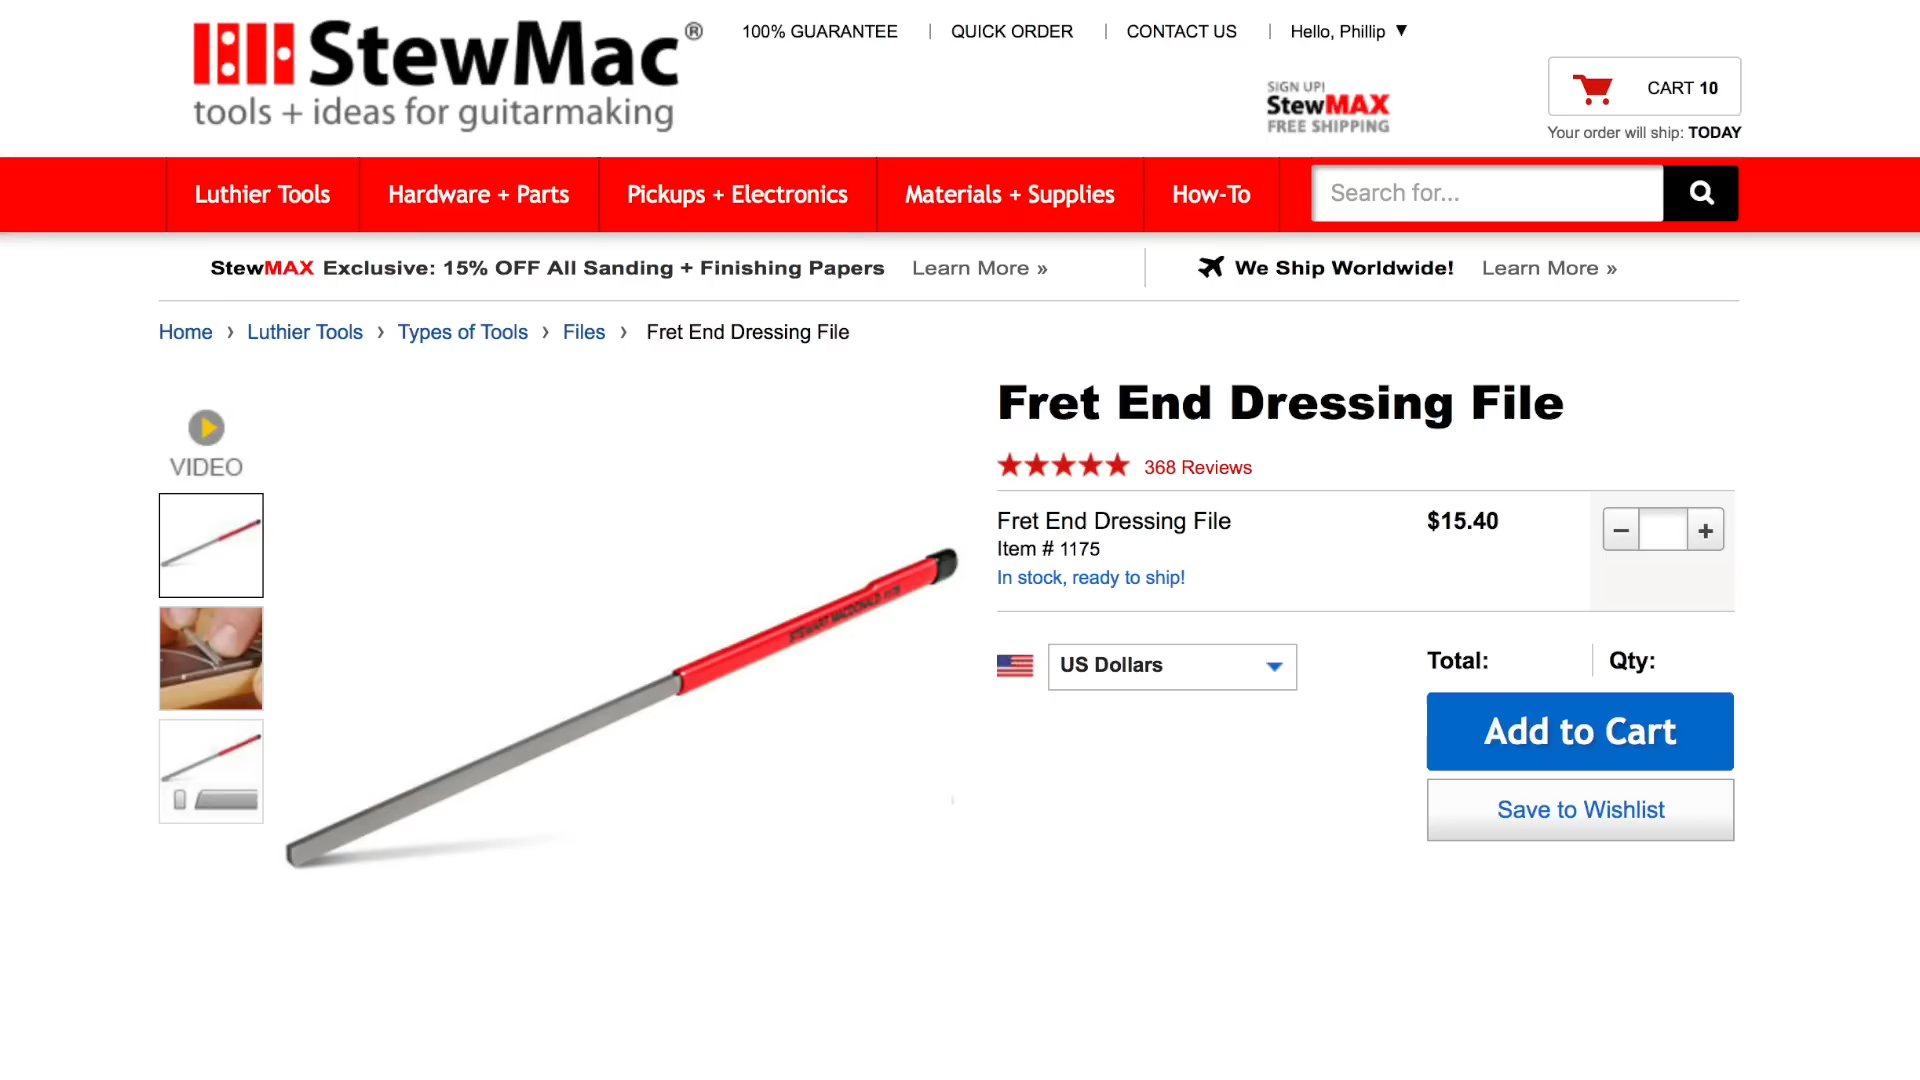 StewMac®
tools + ideas for guitarmaking
100% GUARANTEE | QUICK ORDER | CONTACT US | Hello, Phillip ▼
SIGN UP!
StewMAX
FREE SHIPPING
CART 10
Your order will ship: TODAY
Luthier Tools Hardware + Parts Pickups + Electronics Materials + Supplies How-To Search for...
StewMAX Exclusive: 15% OFF All Sanding + Finishing Papers Learn More » We Ship Worldwide! Learn More »
Home › Luthier Tools › Types of Tools › Files › Fret End Dressing File
VIDEO
STEWART MACDONALD
Fret End Dressing File
368 Reviews
Fret End Dressing File $15.40 − +
Item # 1175
In stock, ready to ship!
US Dollars
Total: Qty:
Add to Cart
Save to Wishlist